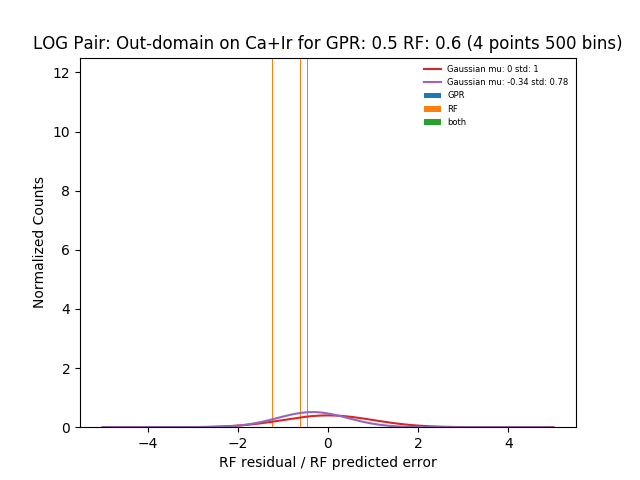 LOG Pair: Out-domain on Ca+Ir for GPR: 0.5 RF: 0.6 (4 points 500 bins)
Gaussian mu: 0 std: 1
Gaussian mu: -0.34 std: 0.78
GPR
RF
both
12
10
8
6
4
2
0
Normalized Counts
−4 −2 0 2 4
RF residual / RF predicted error